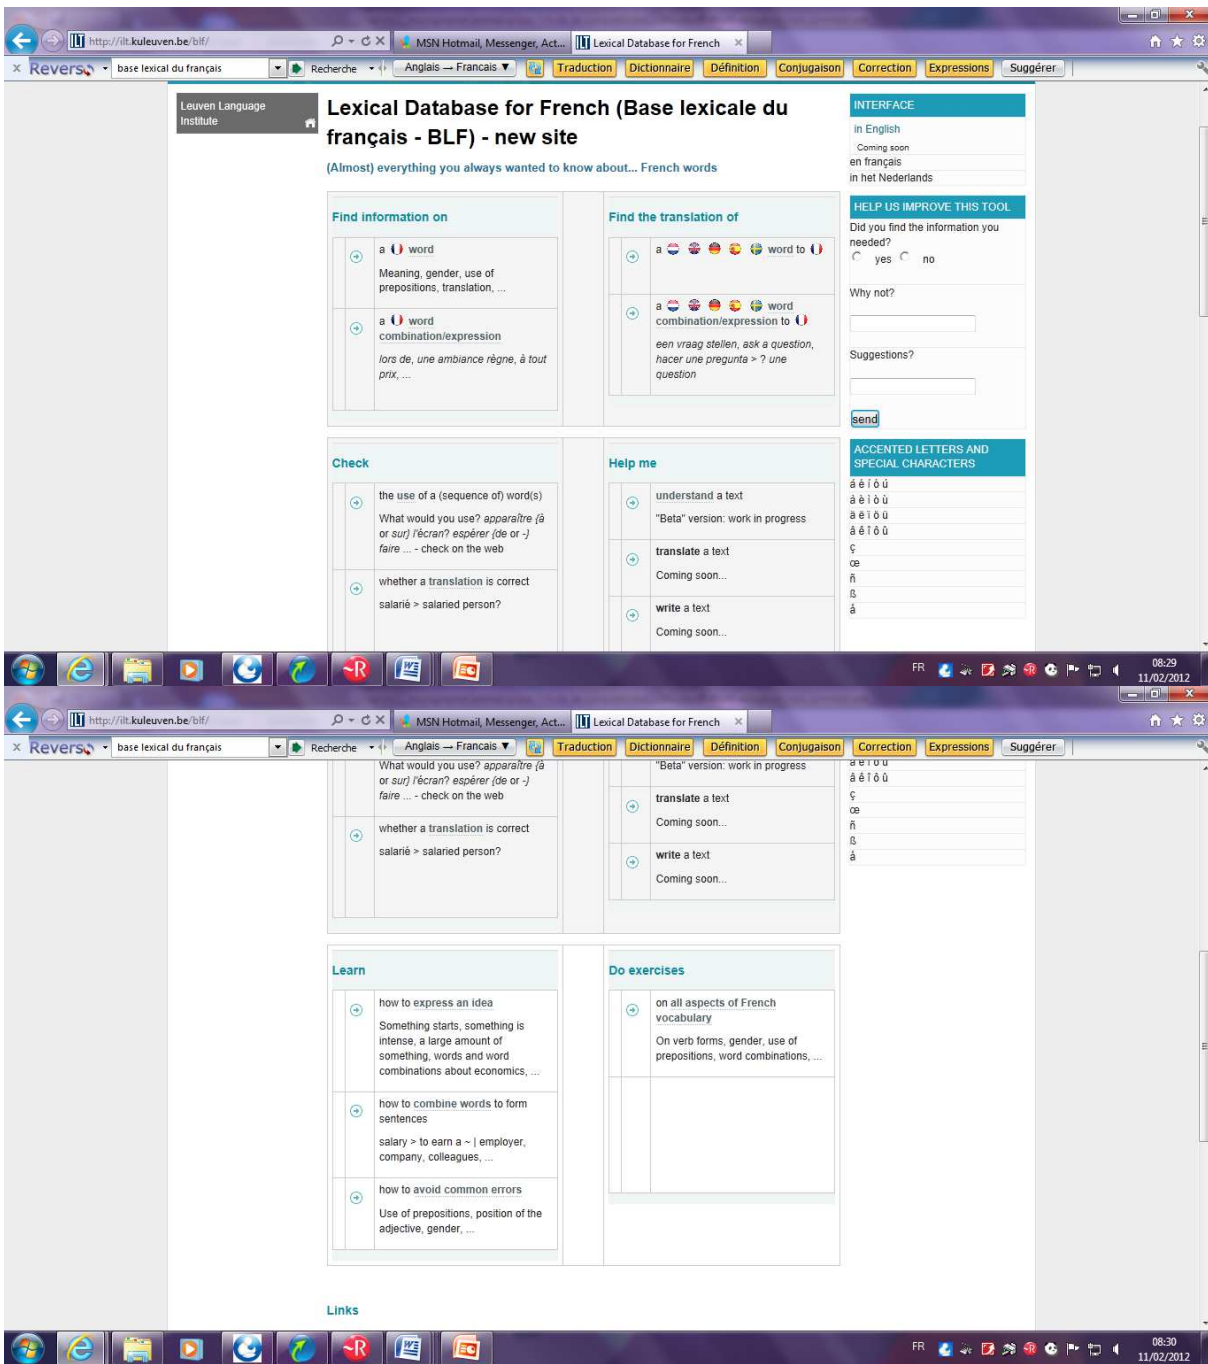 http://ilt.kuleuven.be/blf/
MSN Hotmail, Messenger, Act...
Lexical Database for French
Reverso
base lexical du français
Recherche
Anglais → Francais ▼
Traduction
Dictionnaire
Définition
Conjugaison
Correction
Expressions
Suggérer
Leuven Language
Institute
Lexical Database for French (Base lexicale du
français - BLF) - new site
(Almost) everything you always wanted to know about... French words
Find information on
a word
Meaning, gender, use of
prepositions, translation, ...
a word
combination/expression
lors de, une ambiance règne, à tout
prix, ...
Find the translation of
a word to
a word
combination/expression to
een vraag stellen, ask a question,
hacer une pregunta > ? une
question
Check
the use of a (sequence of) word(s)
What would you use? apparaître {à
or sur} l'écran? espérer {de or -}
faire ... - check on the web
whether a translation is correct
salarié > salaried person?
Help me
understand a text
"Beta" version: work in progress
translate a text
Coming soon...
write a text
Coming soon...
INTERFACE
in English
Coming soon
en français
in het Nederlands
HELP US IMPROVE THIS TOOL
Did you find the information you
needed?
yes no
Why not?
Suggestions?
send
ACCENTED LETTERS AND
SPECIAL CHARACTERS
á é í ó ú
à è ì ò ù
ä ë ï ö ü
â ê î ô û
ç
œ
ñ
ß
å
FR
08:29
11/02/2012
http://ilt.kuleuven.be/blf/
MSN Hotmail, Messenger, Act...
Lexical Database for French
Reverso
base lexical du français
Recherche
Anglais → Francais ▼
Traduction
Dictionnaire
Définition
Conjugaison
Correction
Expressions
Suggérer
What would you use? apparaître {à
or sur} l'écran? espérer {de or -}
faire ... - check on the web
whether a translation is correct
salarié > salaried person?
"Beta" version: work in progress
translate a text
Coming soon...
write a text
Coming soon...
ä ë ï ö ü
â ê î ô û
ç
œ
ñ
ß
å
Learn
how to express an idea
Something starts, something is
intense, a large amount of
something, words and word
combinations about economics, ...
how to combine words to form
sentences
salary > to earn a ~ | employer,
company, colleagues, ...
how to avoid common errors
Use of prepositions, position of the
adjective, gender, ...
Do exercises
on all aspects of French
vocabulary
On verb forms, gender, use of
prepositions, word combinations, ...
Links
FR
08:30
11/02/2012